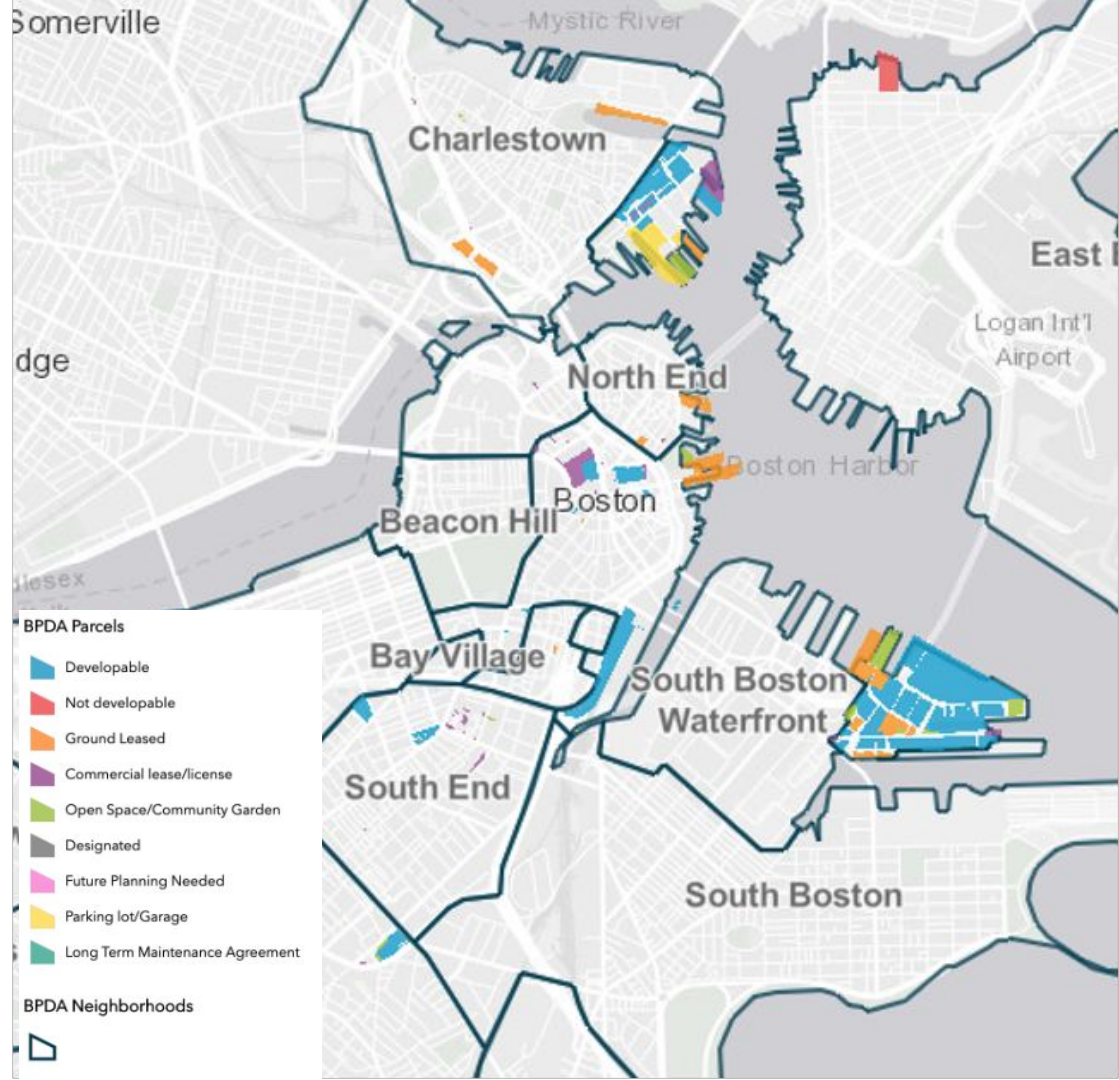 Somerville
Mystic River
Charlestown
East
Logan Int'l
Airport
dge
North End
Boston Harbor
Boston
Beacon Hill
dlesex
Bay Village
South Boston
Waterfront
South End
South Boston
BPDA Parcels
Developable
Not developable
Ground Leased
Commercial lease/license
Open Space/Community Garden
Designated
Future Planning Needed
Parking lot/Garage
Long Term Maintenance Agreement
BPDA Neighborhoods